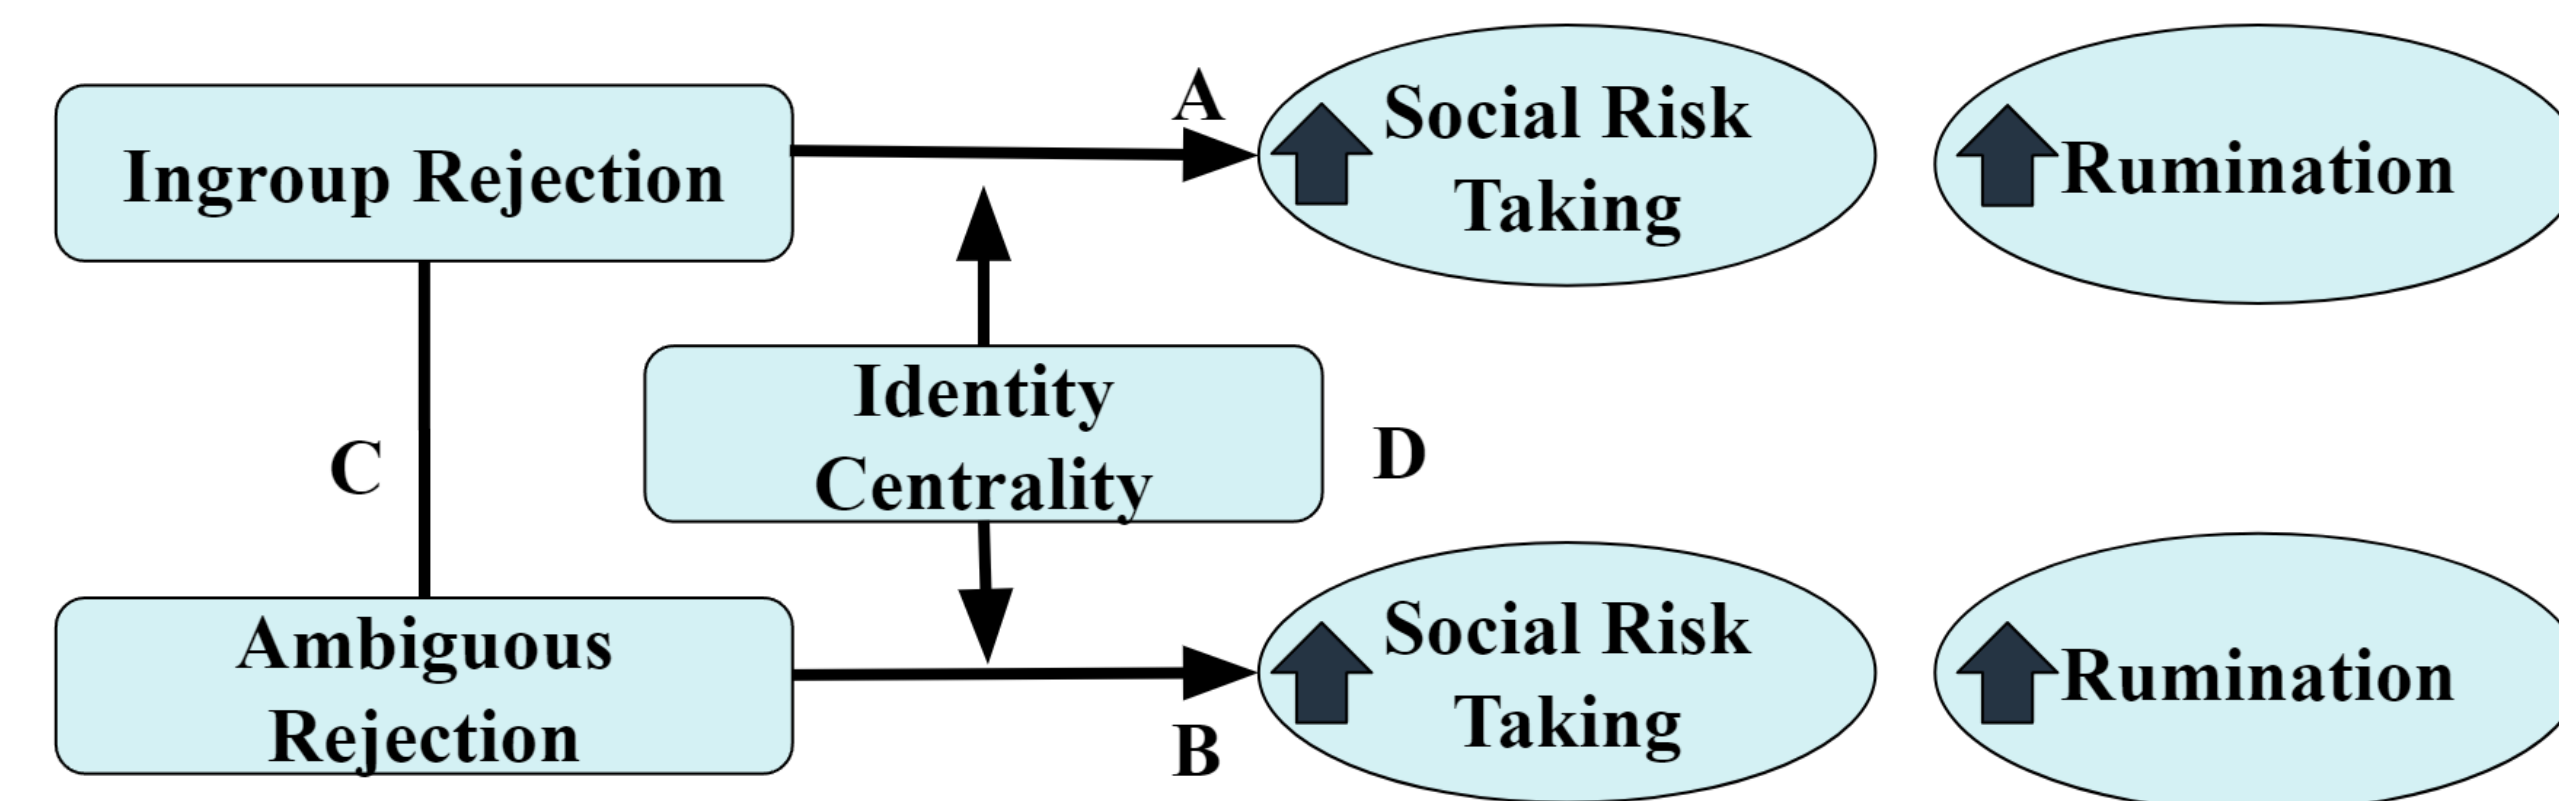 A
Social Risk
Taking
Rumination
Ingroup Rejection
Identity
Centrality
C
D
Ambiguous
Rejection
Social Risk
Taking
Rumination
B